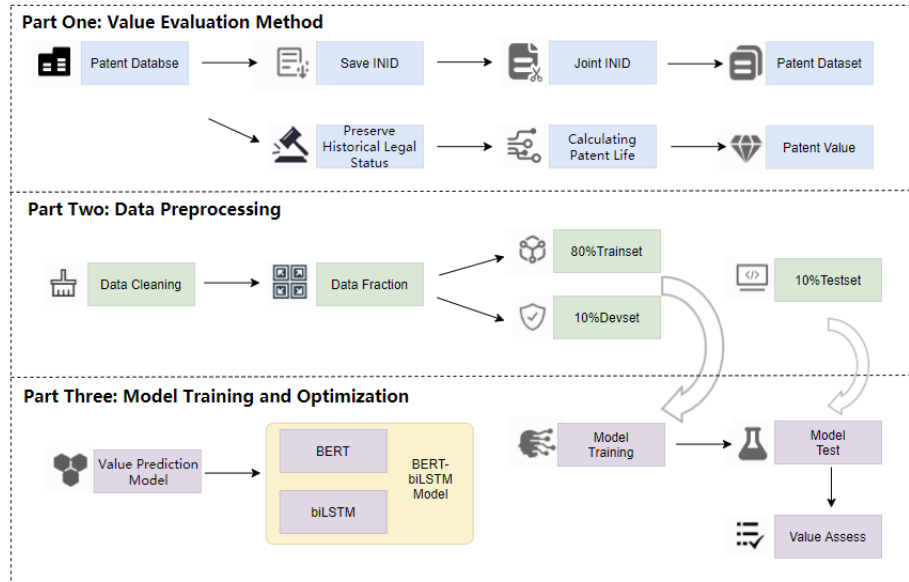 Part One: Value Evaluation Method
Patent Databse
Save INID
Joint INID
Patent Dataset
Preserve
Historical Legal
Status
Calculating
Patent Life
Patent Value
Part Two: Data Preprocessing
Data Cleaning
Data Fraction
80%Trainset
10%Devset
</>
10%Testset
Part Three: Model Training and Optimization
Value Prediction
Model
BERT
biLSTM
BERT-
biLSTM
Model
Model
Training
Model
Test
Value Assess